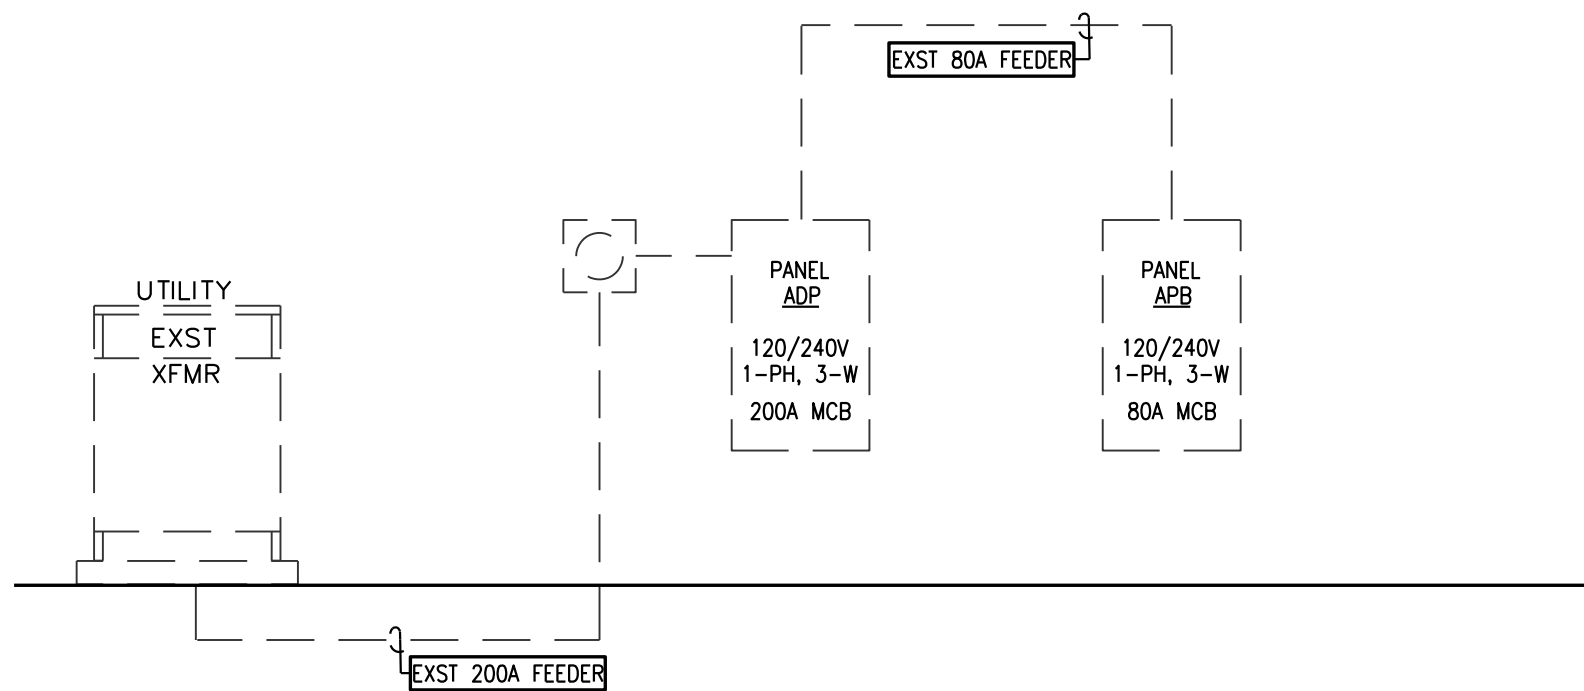 EXST 80A FEEDER
UTILITY
EXST
XFMR
PANEL
ADP
120/240V
1-PH, 3-W
200A MCB
PANEL
APB
120/240V
1-PH, 3-W
80A MCB
EXST 200A FEEDER